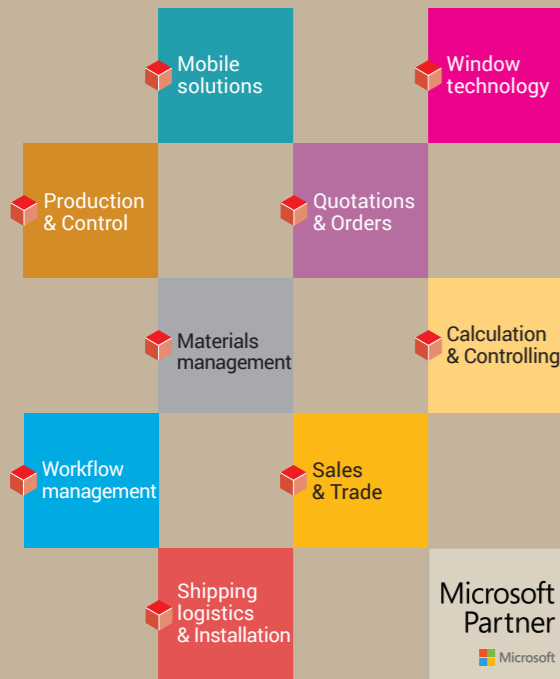 Mobile
solutions
Window
technology
Production
& Control
Quotations
& Orders
Materials
management
Calculation
& Controlling
Workflow
management
Sales
& Trade
Shipping
logistics
& Installation
Microsoft
Partner
Microsoft